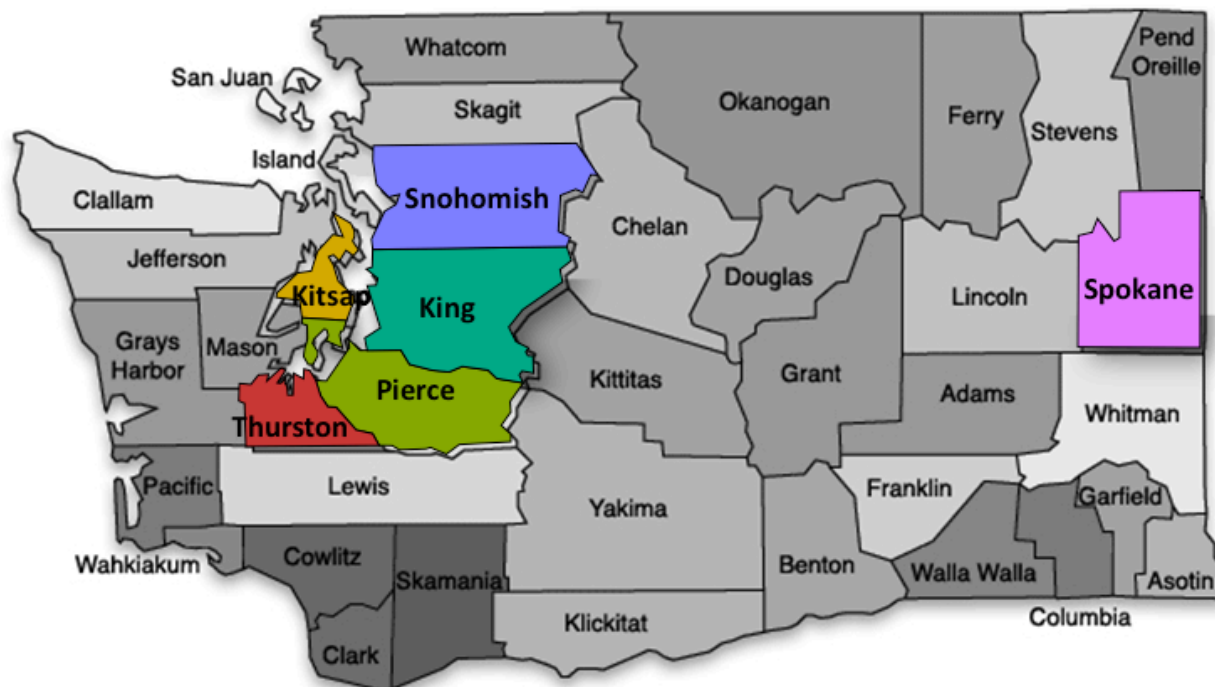 Whatcom
Pend
Oreille
San Juan
Okanogan
Skagit
Ferry
Stevens
Island
Clallam
Snohomish
Chelan
Jefferson
Douglas
Kitsap
King
Lincoln
Spokane
Grays
Harbor
Mason
Pierce
Kittitas
Grant
Adams
Whitman
Thurston
Pacific
Lewis
Yakima
Franklin
Garfield
Wahkiakum
Cowlitz
Skamania
Benton
Walla Walla
Asotin
Columbia
Klickitat
Clark